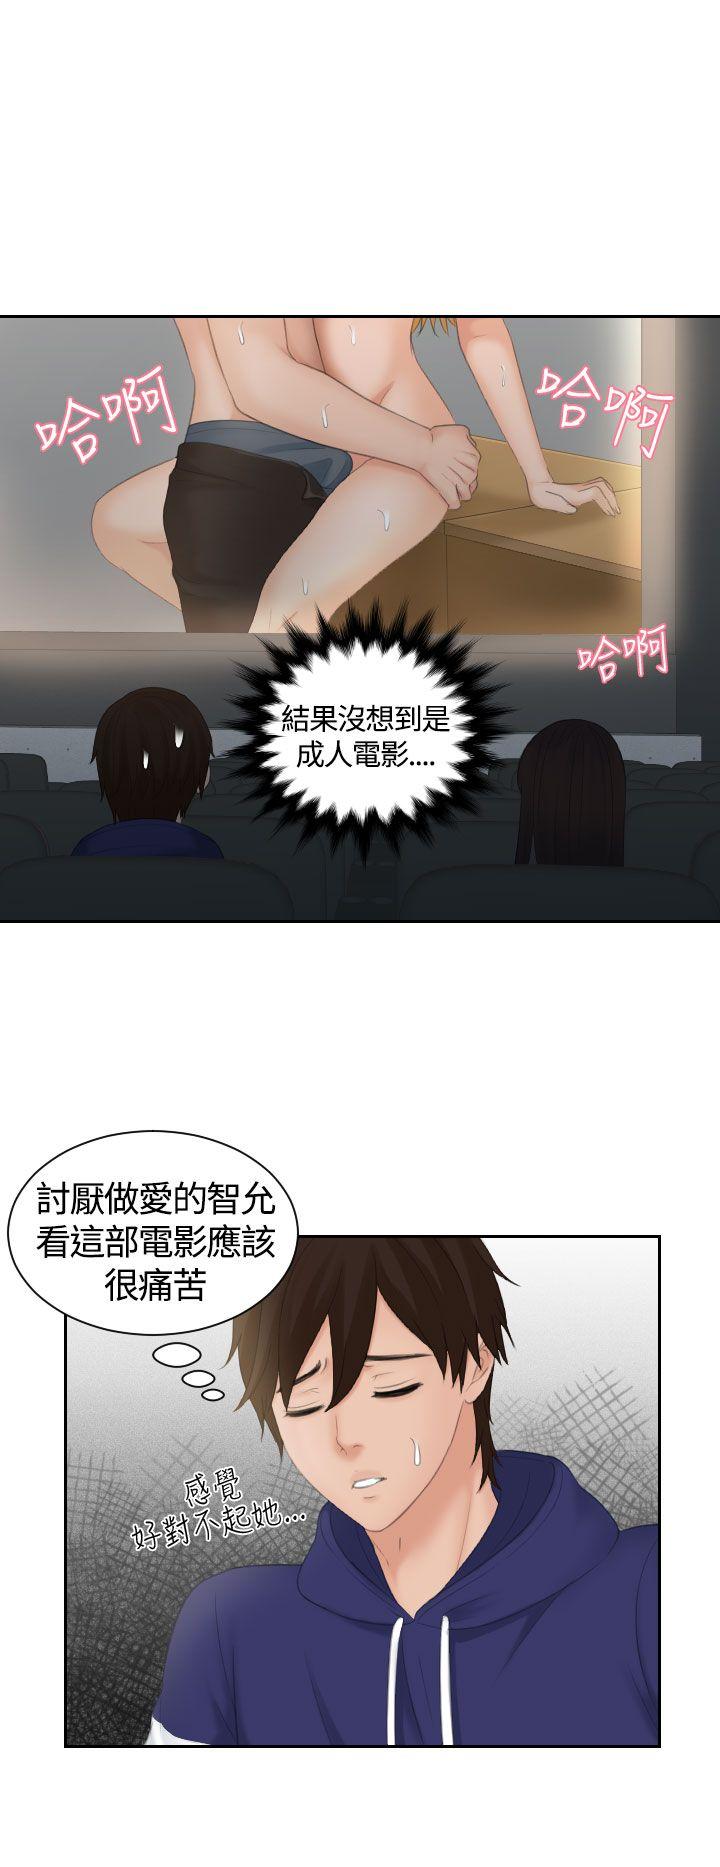 哈啊
哈啊
哈啊
結果沒想到是
成人電影....
討厭做愛的智允
看這部電影應該
很痛苦
感覺
好對不起她...